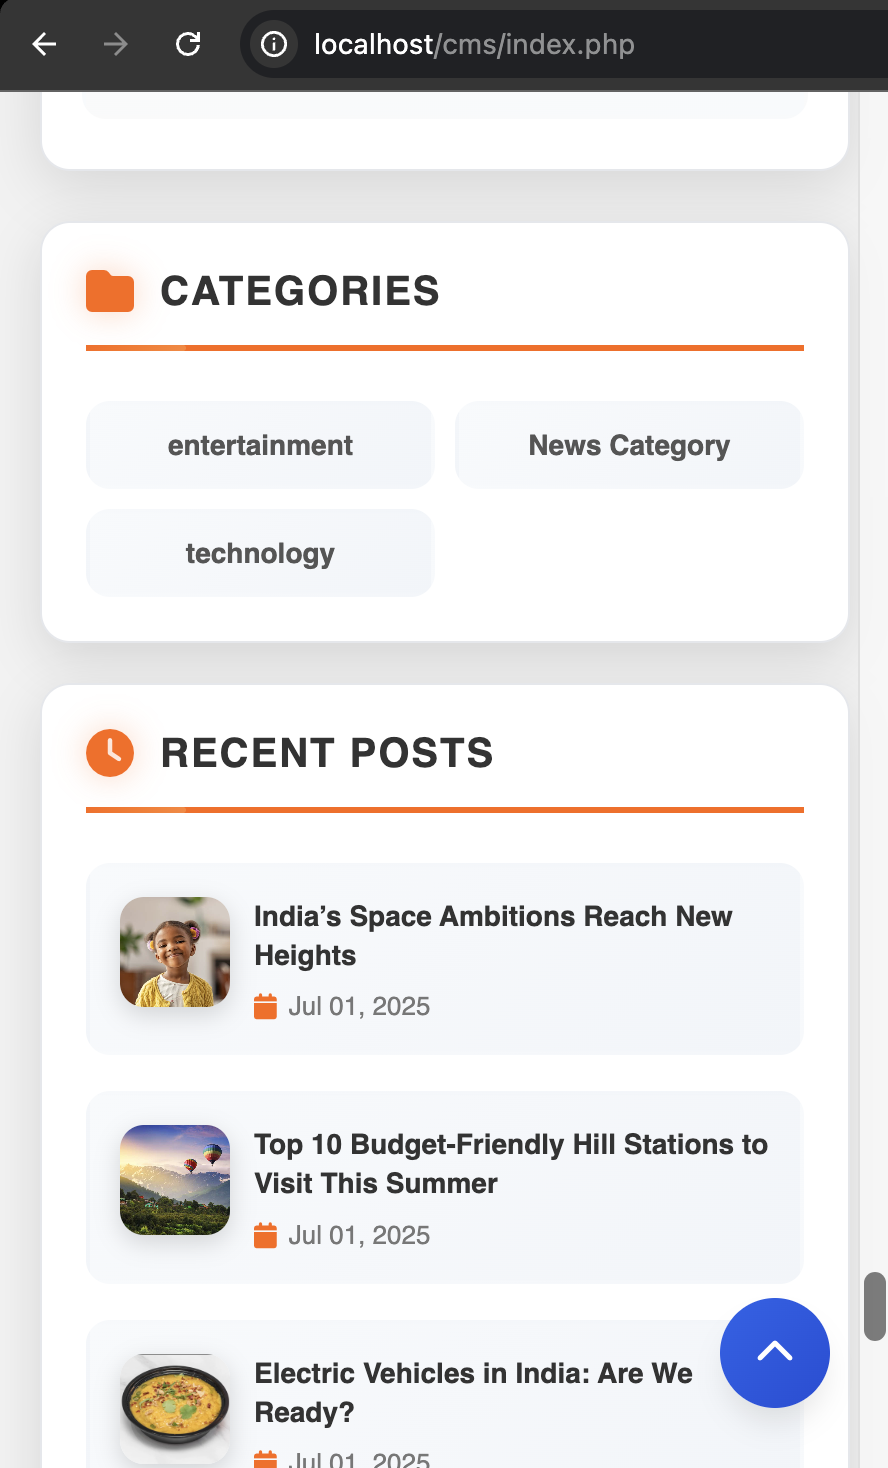 localhost/cms/index.php
CATEGORIES
entertainment
News Category
technology
RECENT POSTS
India’s Space Ambitions Reach New
Heights
Jul 01, 2025
Top 10 Budget-Friendly Hill Stations to
Visit This Summer
Jul 01, 2025
Electric Vehicles in India: Are We
Ready?
Jul 01, 2025